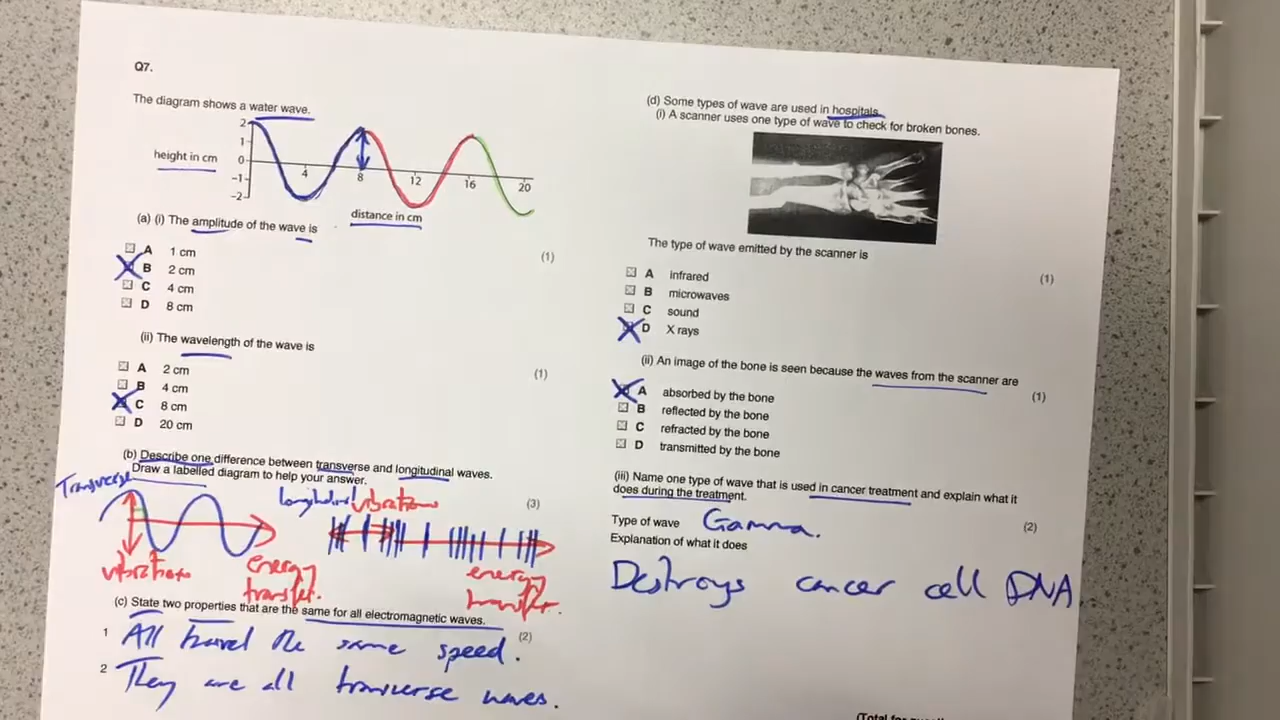 Q7.
The diagram shows a water wave.
2
1
height in cm
0
-1
-2
4
8
12
16
20
distance in cm
(a) (i) The amplitude of the wave is
(1)
A 1 cm
B 2 cm
C 4 cm
D 8 cm
(ii) The wavelength of the wave is
(1)
A 2 cm
B 4 cm
C 8 cm
D 20 cm
(b) Describe one difference between transverse and longitudinal waves.
Draw a labelled diagram to help your answer.
(3)
Transverse
vibrations
energy
transfer.
longitudinal vibrations
energy
transfer.
(c) State two properties that are the same for all electromagnetic waves.
(2)
1 All travel the same speed.
2 They are all transverse waves.
(d) Some types of wave are used in hospitals.
(i) A scanner uses one type of wave to check for broken bones.
The type of wave emitted by the scanner is
(1)
A infrared
B microwaves
C sound
D X rays
(ii) An image of the bone is seen because the waves from the scanner are
(1)
A absorbed by the bone
B reflected by the bone
C refracted by the bone
D transmitted by the bone
(iii) Name one type of wave that is used in cancer treatment and explain what it
does during the treatment.
(2)
Type of wave Gamma.
Explanation of what it does
Destroys cancer cell DNA
(Total for